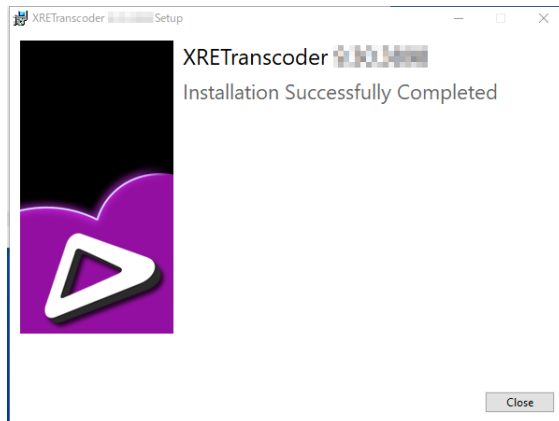 XRETranscoder Setup
XRETranscoder
Installation Successfully Completed
Close